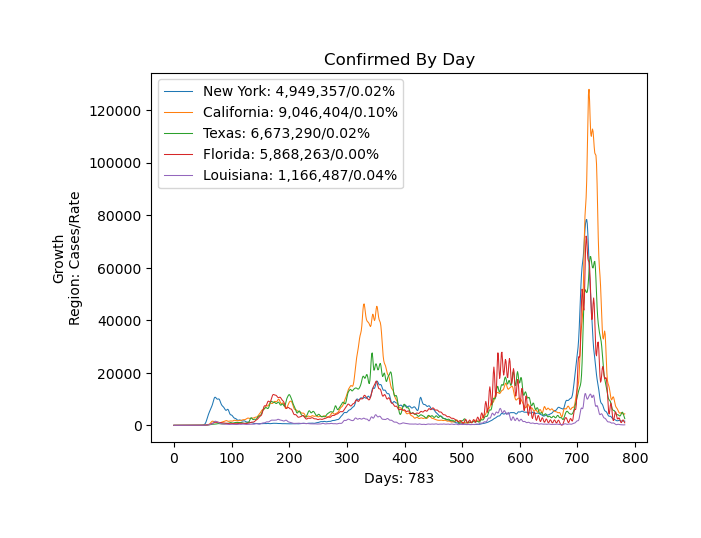 Confirmed By Day
New York: 4,949,357/0.02%
California: 9,046,404/0.10%
Texas: 6,673,290/0.02%
Florida: 5,868,263/0.00%
Louisiana: 1,166,487/0.04%
120000
100000
80000
60000
40000
20000
0
Growth
Region: Cases/Rate
0 100 200 300 400 500 600 700 800
Days: 783